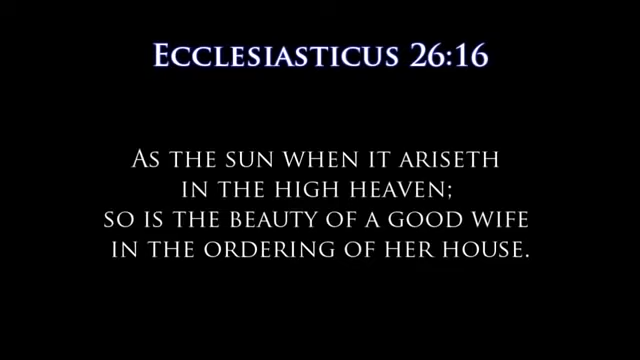 Ecclesiasticus 26:16
As the sun when it ariseth
in the high heaven;
so is the beauty of a good wife
in the ordering of her house.